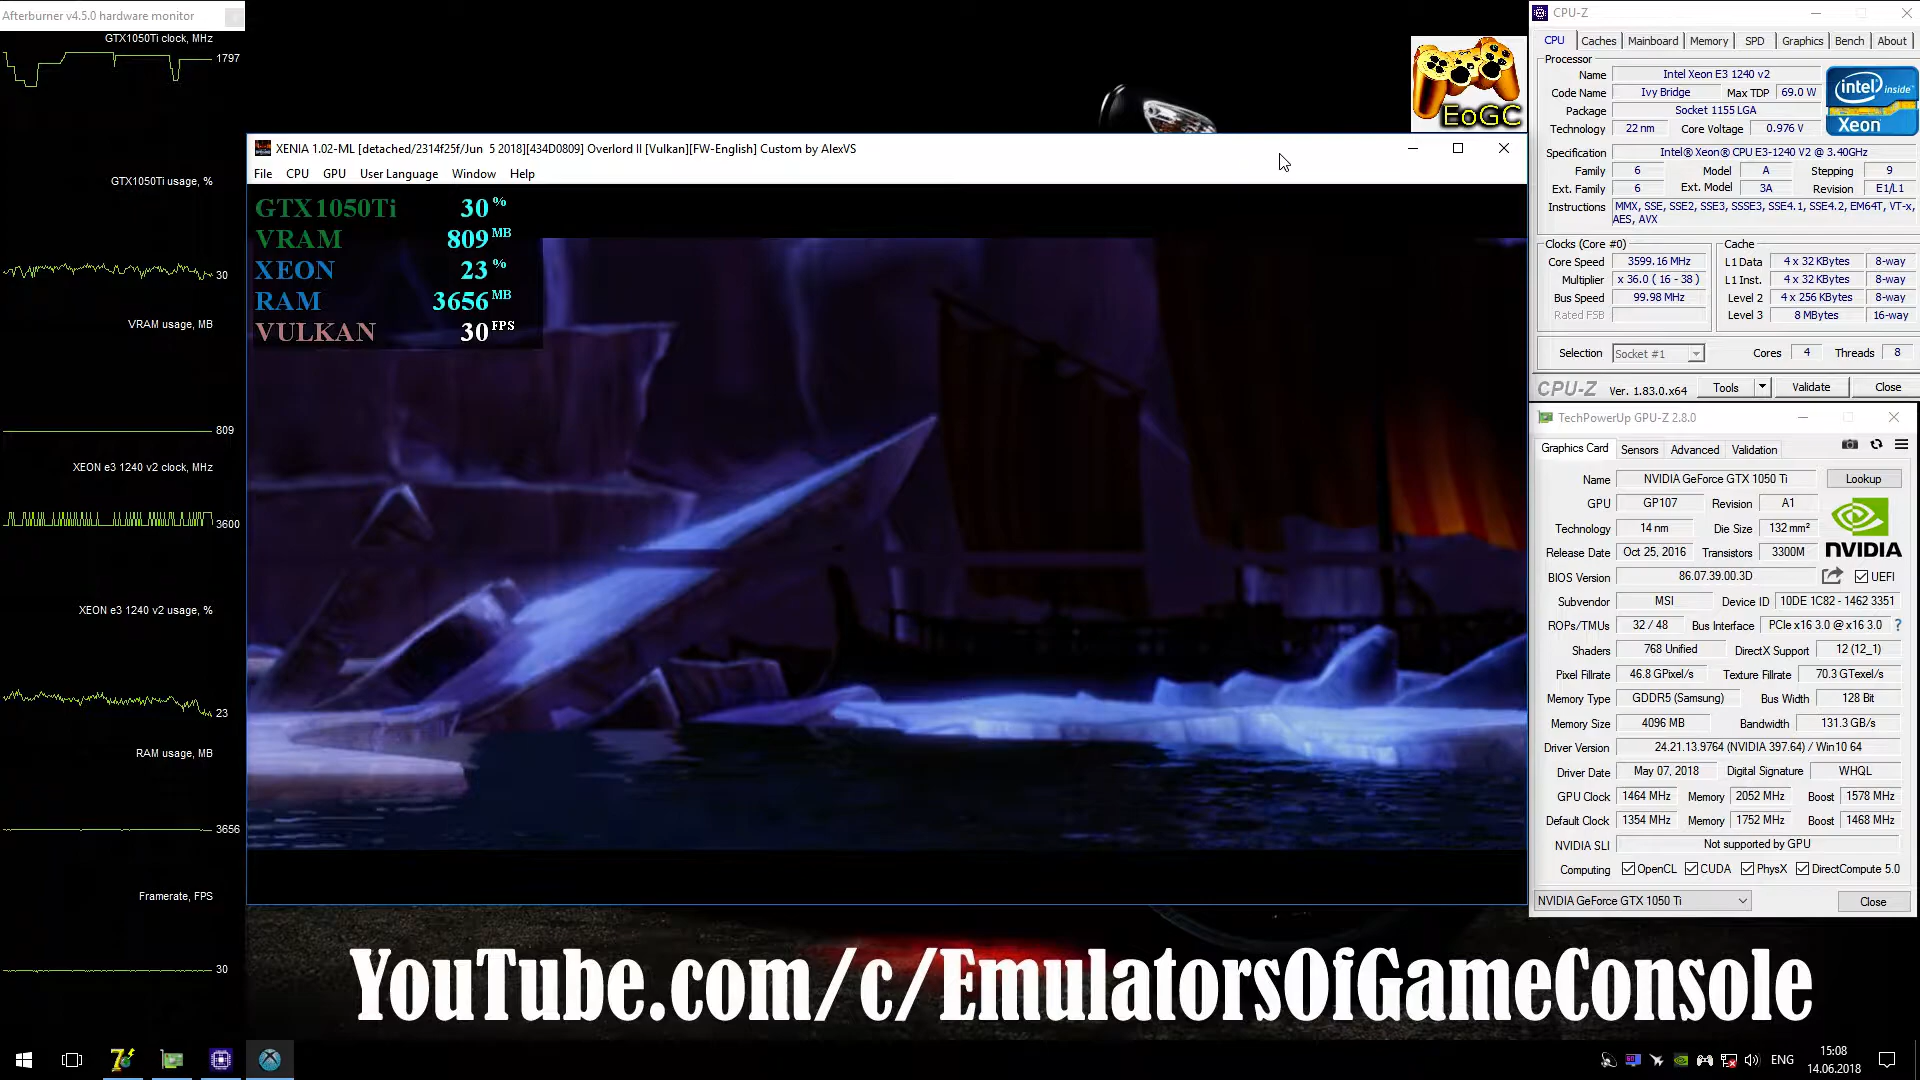 Afterburner v4.5.0 hardware monitor
GTX1050Ti clock, MHz
1797
GTX1050Ti usage, %
30
VRAM usage, MB
809
XEON e3 1240 v2 clock, MHz
3600
XEON e3 1240 v2 usage, %
23
RAM usage, MB
3656
Framerate, FPS
30
EoGC
XENIA 1.02-ML [detached/2314f25f/Jun 5 2018][434D0809] Overlord II [Vulkan][FW-English] Custom by AlexVS
File CPU GPU User Language Window Help
GTX1050Ti 30 %
VRAM 809 MB
XEON 23 %
RAM 3656 MB
VULKAN 30 FPS
CPU-Z
CPU Caches Mainboard Memory SPD Graphics Bench About
Processor
Name Intel Xeon E3 1240 v2
Code Name Ivy Bridge Max TDP 69.0 W
Package Socket 1155 LGA
Technology 22 nm Core Voltage 0.976 V
intel inside™
Xeon
Specification Intel® Xeon® CPU E3-1240 V2 @ 3.40GHz
Family 6 Model A Stepping 9
Ext. Family 6 Ext. Model 3A Revision E1/L1
Instructions MMX, SSE, SSE2, SSE3, SSSE3, SSE4.1, SSE4.2, EM64T, VT-x,
AES, AVX
Clocks (Core #0) Cache
Core Speed 3599.16 MHz L1 Data 4 x 32 KBytes 8-way
Multiplier x 36.0 ( 16 - 38 ) L1 Inst. 4 x 32 KBytes 8-way
Bus Speed 99.98 MHz Level 2 4 x 256 KBytes 8-way
Rated FSB Level 3 8 MBytes 16-way
Selection Socket #1 Cores 4 Threads 8
CPU-Z Ver. 1.83.0.x64 Tools Validate Close
TechPowerUp GPU-Z 2.8.0
Graphics Card Sensors Advanced Validation
Name NVIDIA GeForce GTX 1050 Ti Lookup
GPU GP107 Revision A1
Technology 14 nm Die Size 132 mm²
Release Date Oct 25, 2016 Transistors 3300M
NVIDIA
BIOS Version 86.07.39.00.3D UEFI
Subvendor MSI Device ID 10DE 1C82 - 1462 3351
ROPs/TMUs 32 / 48 Bus Interface PCIe x16 3.0 @ x16 3.0 ?
Shaders 768 Unified DirectX Support 12 (12_1)
Pixel Fillrate 46.8 GPixel/s Texture Fillrate 70.3 GTexel/s
Memory Type GDDR5 (Samsung) Bus Width 128 Bit
Memory Size 4096 MB Bandwidth 131.3 GB/s
Driver Version 24.21.13.9764 (NVIDIA 397.64) / Win10 64
Driver Date May 07, 2018 Digital Signature WHQL
GPU Clock 1464 MHz Memory 2052 MHz Boost 1578 MHz
Default Clock 1354 MHz Memory 1752 MHz Boost 1468 MHz
NVIDIA SLI Not supported by GPU
Computing OpenCL CUDA PhysX DirectCompute 5.0
NVIDIA GeForce GTX 1050 Ti Close
YouTube.com/c/EmulatorsOfGameConsole
ENG
15:08
14.06.2018